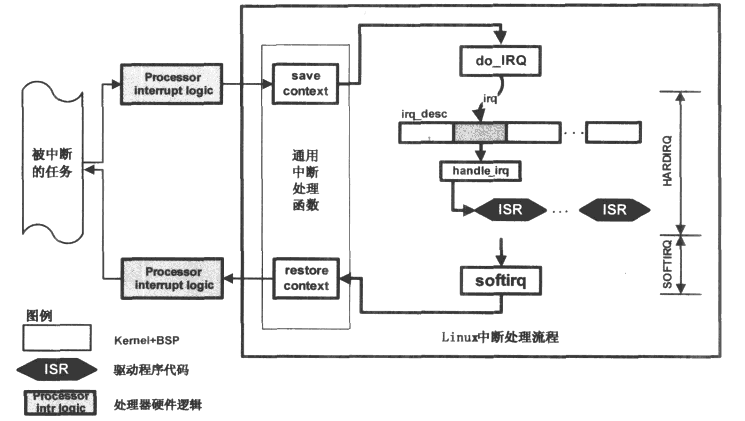 do_IRQ
Processor
interrupt logic
save
context
irq
irq_desc
被中断
的任务
通用
中断
处理
函数
handle_irq
HARDIRQ
ISR
...
ISR
Processor
interrupt logic
restore
context
softirq
SOFTIRQ
图例
Linux中断处理流程
Kernel+BSP
ISR
驱动程序代码
Processor
intr logic
处理器硬件逻辑